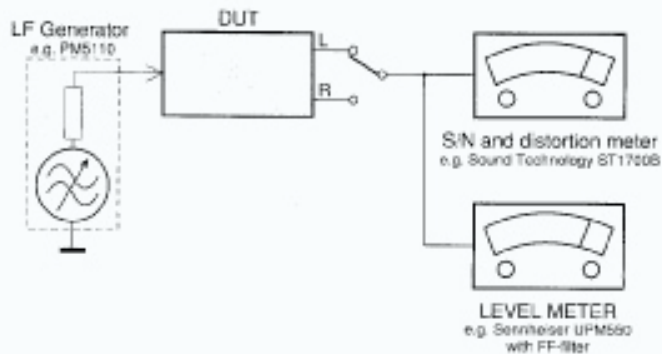 LF Generator
e.g. PM5110
DUT
L
R
S/N and distortion meter
e.g. Sound Technology ST1700B
LEVEL METER
e.g. Sennheiser UPM550
with FF-filter